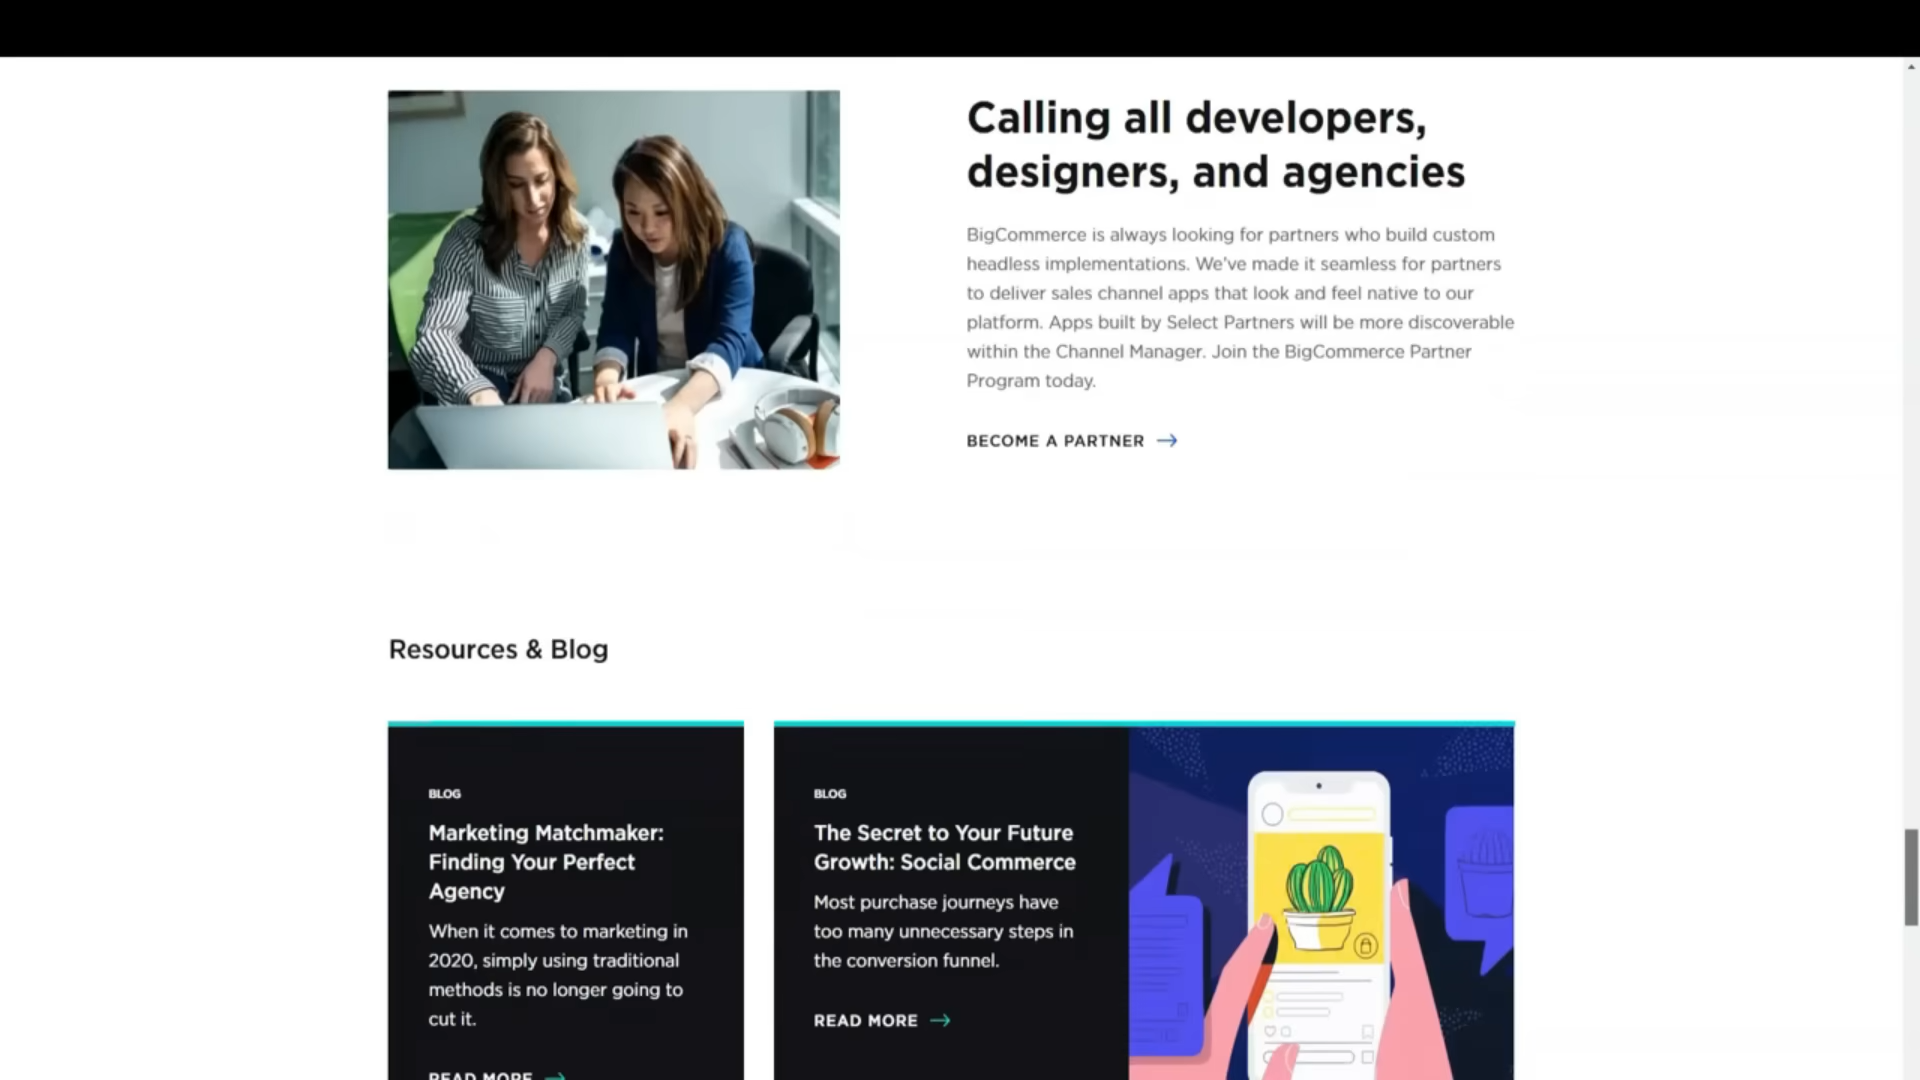 Calling all developers,
designers, and agencies
BigCommerce is always looking for partners who build custom
headless implementations. We've made it seamless for partners
to deliver sales channel apps that look and feel native to our
platform. Apps built by Select Partners will be more discoverable
within the Channel Manager. Join the BigCommerce Partner
Program today.
BECOME A PARTNER
Resources & Blog
BLOG
Marketing Matchmaker:
Finding Your Perfect
Agency
When it comes to marketing in
2020, simply using traditional
methods is no longer going to
cut it.
READ MORE
BLOG
The Secret to Your Future
Growth: Social Commerce
Most purchase journeys have
too many unnecessary steps in
the conversion funnel.
READ MORE